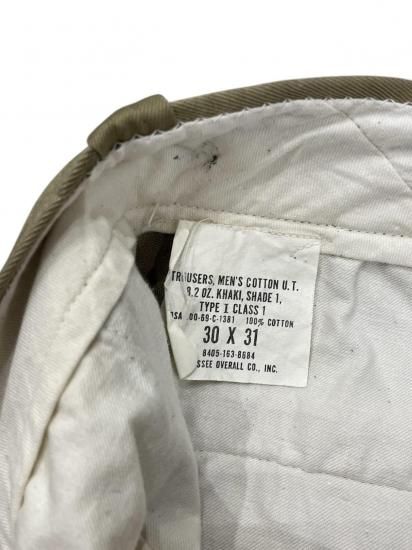 TROUSERS, MEN'S COTTON U.T.
8.2 OZ. KHAKI, SHADE 1,
TYPE I CLASS 1
DSA 100-69-C-1381 100% COTTON
30 X 31
8405-163-8684
SSEE OVERALL CO., INC.